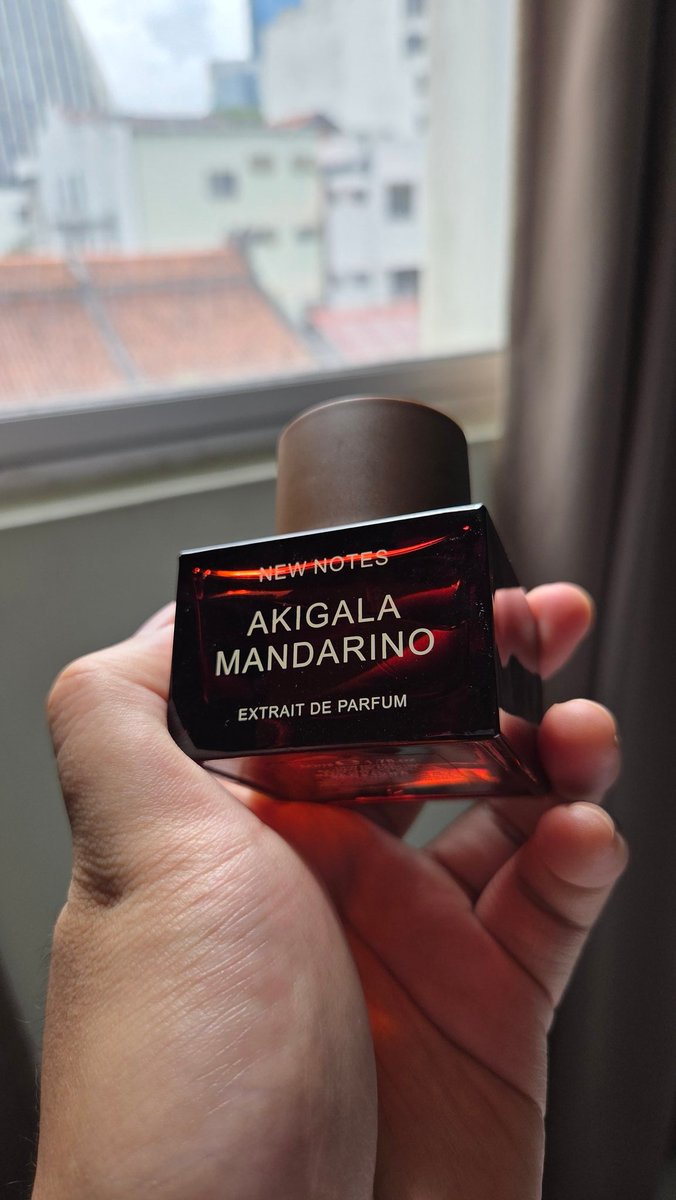 NEW NOTES
AKIGALA
MANDARINO
EXTRAIT DE PARFUM